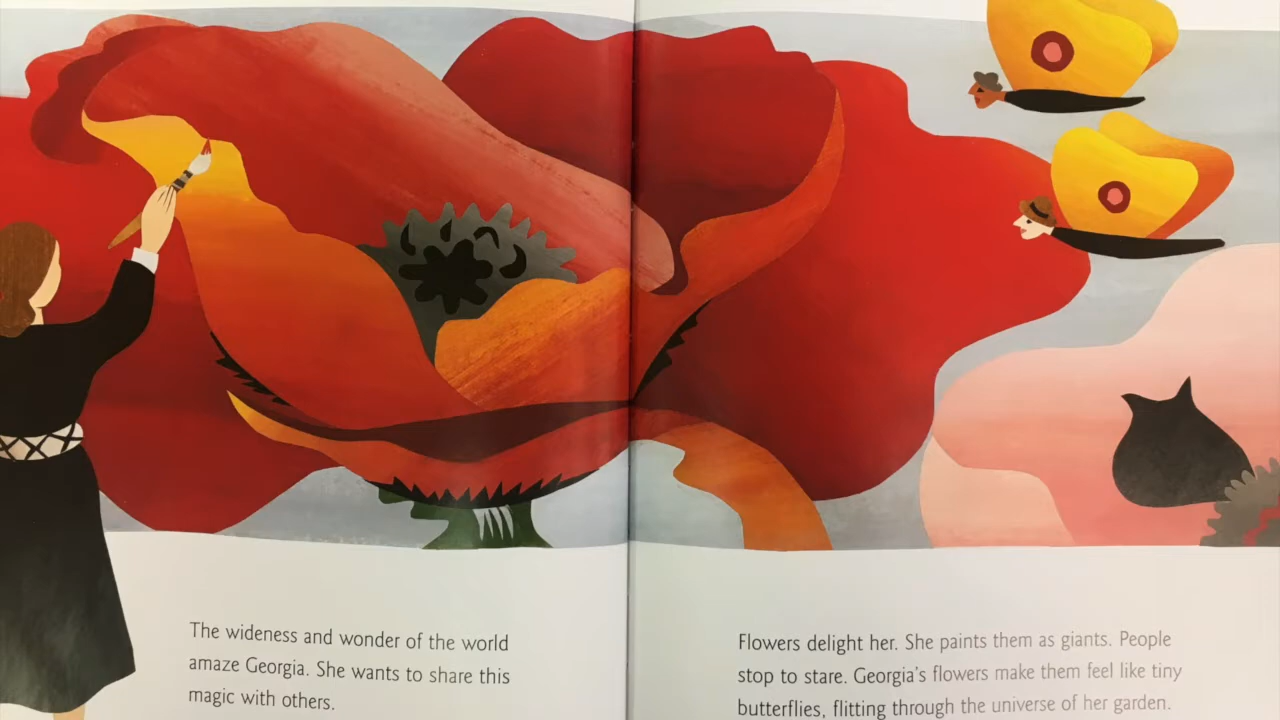 The wideness and wonder of the world
amaze Georgia. She wants to share this
magic with others.
Flowers delight her. She paints them as giants. People
stop to stare. Georgia's flowers make them feel like tiny
butterflies, flitting through the universe of her garden.